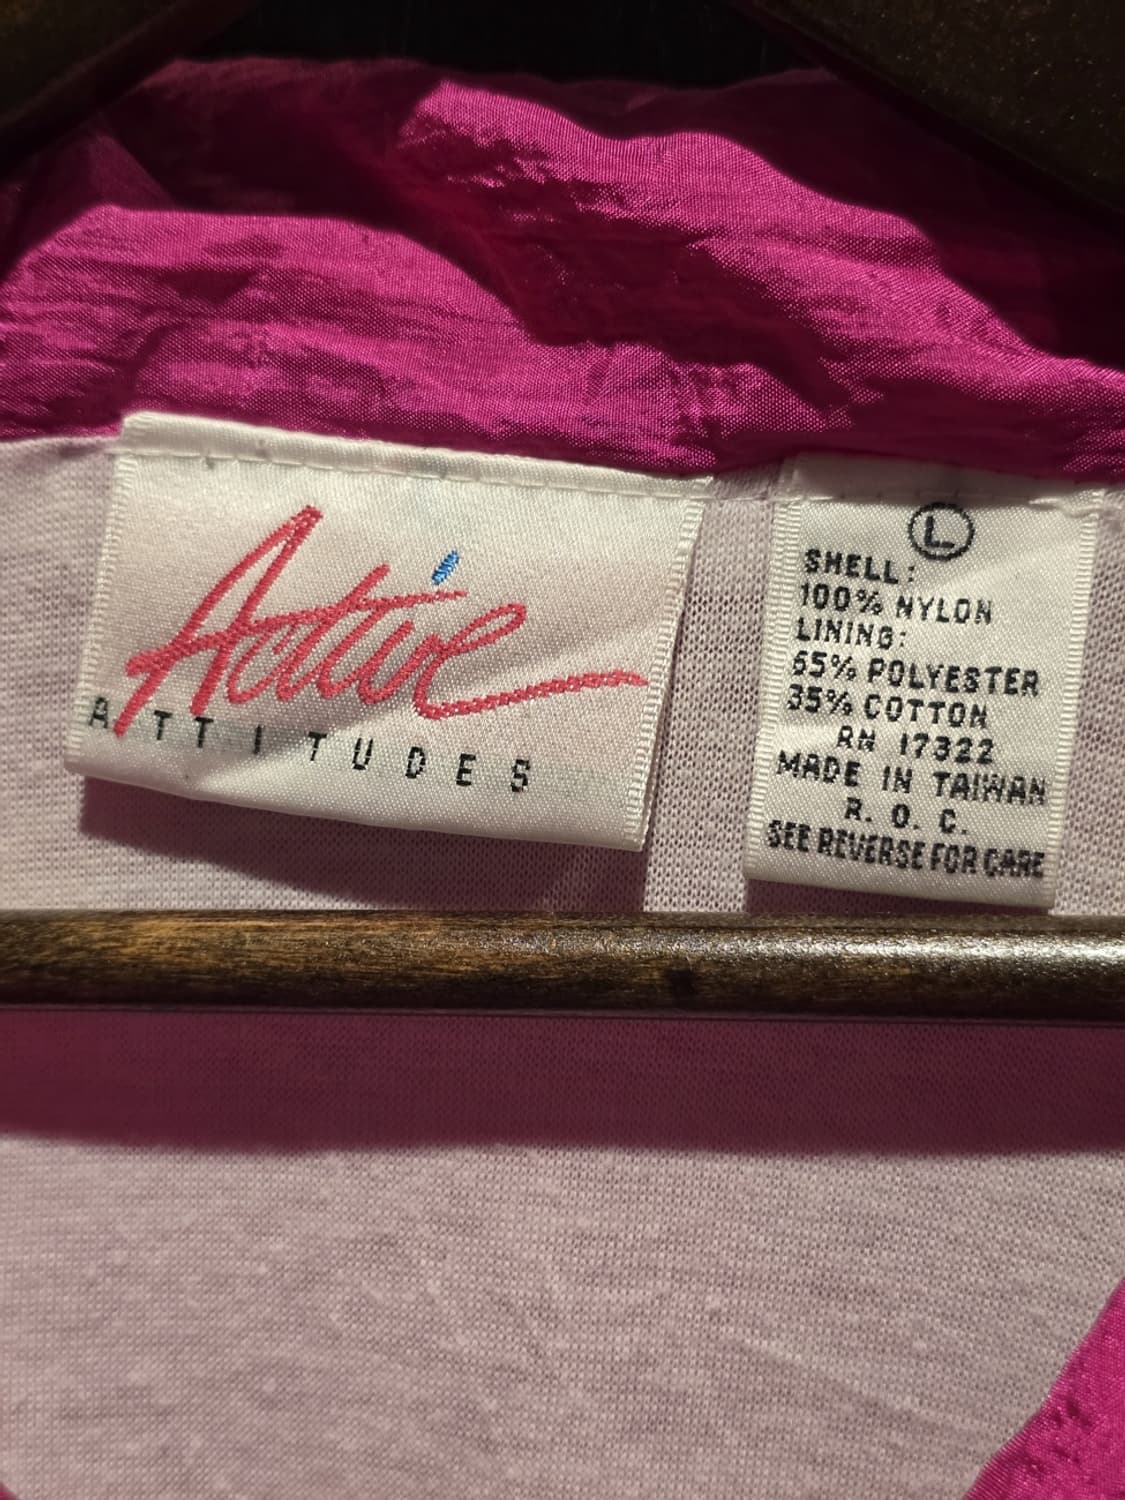 Active
ATTITUDES
L
SHELL:
100% NYLON
LINING:
65% POLYESTER
35% COTTON
RN 17322
MADE IN TAIWAN
R. O. C.
SEE REVERSE FOR CARE